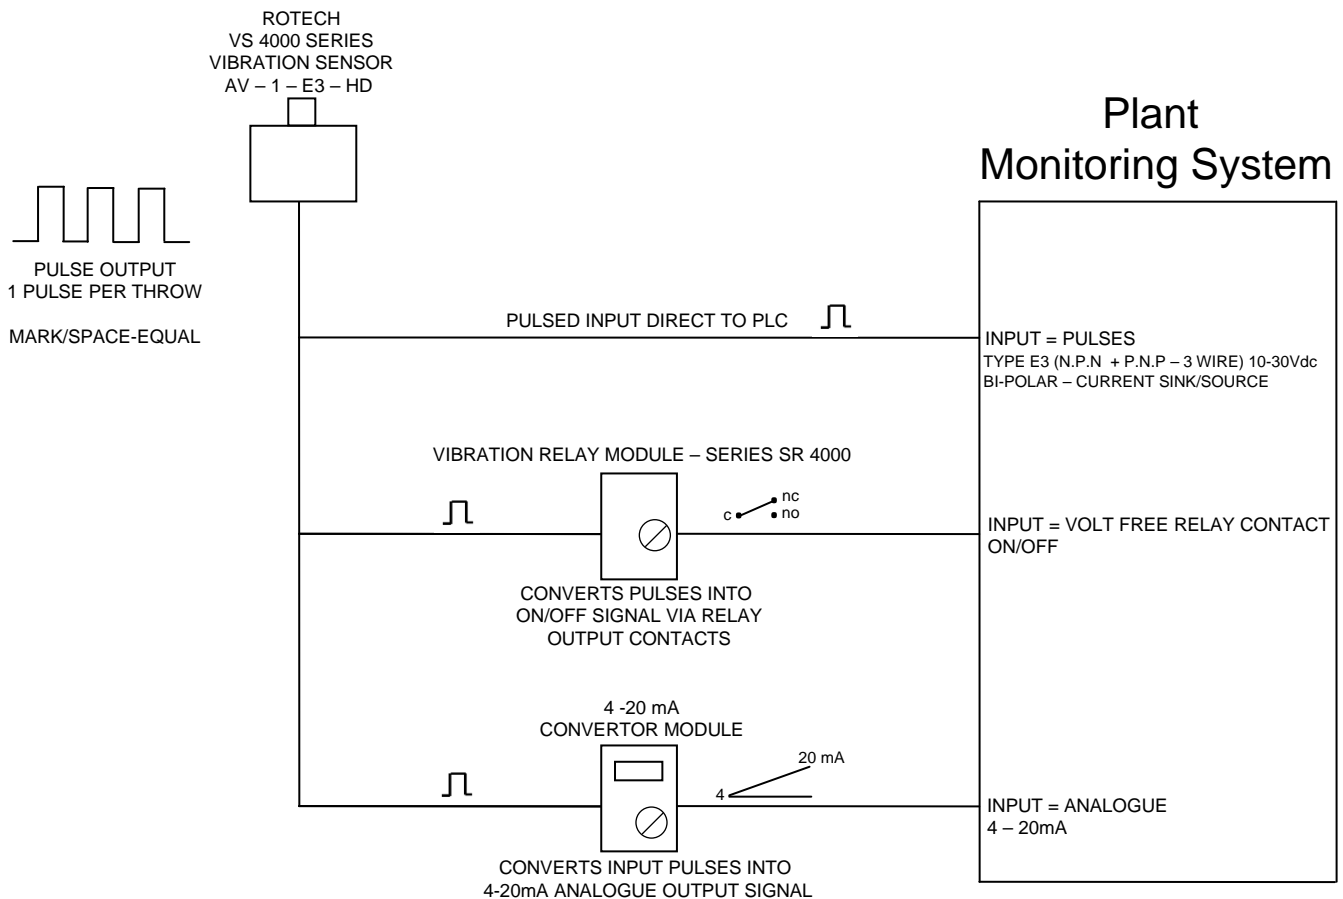 ROTECH
VS 4000 SERIES
VIBRATION SENSOR
AV – 1 – E3 – HD
Plant
Monitoring System
PULSE OUTPUT
1 PULSE PER THROW
MARK/SPACE-EQUAL
PULSED INPUT DIRECT TO PLC
INPUT = PULSES
TYPE E3 (N.P.N + P.N.P – 3 WIRE) 10-30Vdc
BI-POLAR – CURRENT SINK/SOURCE
VIBRATION RELAY MODULE – SERIES SR 4000
nc
c
no
INPUT = VOLT FREE RELAY CONTACT
ON/OFF
CONVERTS PULSES INTO
ON/OFF SIGNAL VIA RELAY
OUTPUT CONTACTS
4 -20 mA
CONVERTOR MODULE
20 mA
4
INPUT = ANALOGUE
4 – 20mA
CONVERTS INPUT PULSES INTO
4-20mA ANALOGUE OUTPUT SIGNAL